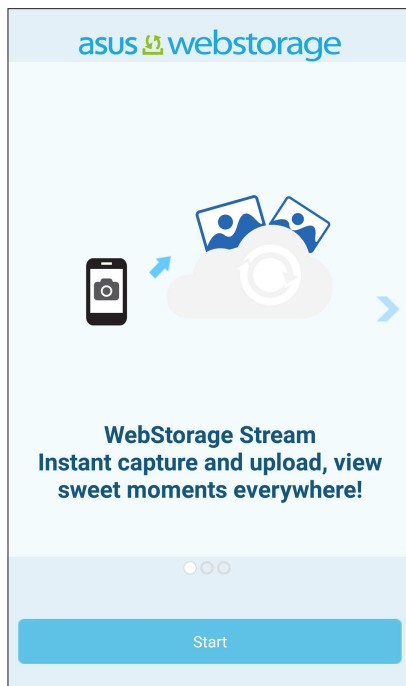 asus webstorage
WebStorage Stream
Instant capture and upload, view
sweet moments everywhere!
Start